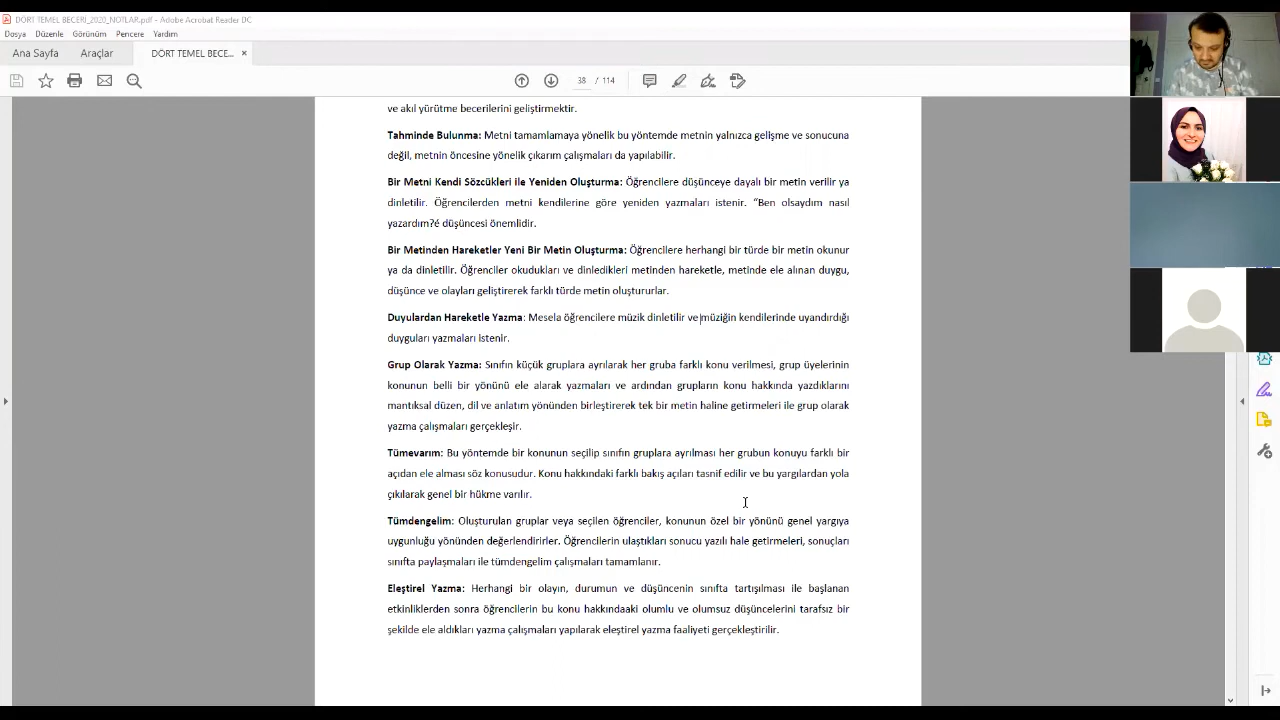 DÖRT TEMEL BECERİ_2020_NOTLAR.pdf - Adobe Acrobat Reader DC
Dosya Düzenle Görünüm Pencere Yardım
Ana Sayfa Araçlar DÖRT TEMEL BECE... ×
38 / 114
ve akıl yürütme becerilerini geliştirmektir.
Tahminde Bulunma: Metni tamamlamaya yönelik bu yöntemde metnin yalnızca gelişme ve sonucuna
değil, metnin öncesine yönelik çıkarım çalışmaları da yapılabilir.
Bir Metni Kendi Sözcükleri ile Yeniden Oluşturma: Öğrencilere düşünceye dayalı bir metin verilir ya
dinletilir. Öğrencilerden metni kendilerine göre yeniden yazmaları istenir. “Ben olsaydım nasıl
yazardım?é düşüncesi önemlidir.
Bir Metinden Hareketler Yeni Bir Metin Oluşturma: Öğrencilere herhangi bir türde bir metin okunur
ya da dinletilir. Öğrenciler okudukları ve dinledikleri metinden hareketle, metinde ele alınan duygu,
düşünce ve olayları geliştirerek farklı türde metin oluştururlar.
Duyulardan Hareketle Yazma: Mesela öğrencilere müzik dinletilir ve müziğin kendilerinde uyandırdığı
duyguları yazmaları istenir.
Grup Olarak Yazma: Sınıfın küçük gruplara ayrılarak her gruba farklı konu verilmesi, grup üyelerinin
konunun belli bir yönünü ele alarak yazmaları ve ardından grupların konu hakkında yazdıklarını
mantıksal düzen, dil ve anlatım yönünden birleştirerek tek bir metin haline getirmeleri ile grup olarak
yazma çalışmaları gerçekleşir.
Tümevarım: Bu yöntemde bir konunun seçilip sınıfın gruplara ayrılması her grubun konuyu farklı bir
açıdan ele alması söz konusudur. Konu hakkındaki farklı bakış açıları tasnif edilir ve bu yargılardan yola
çıkılarak genel bir hükme varılır.
Tümdengelim: Oluşturulan gruplar veya seçilen öğrenciler, konunun özel bir yönünü genel yargıya
uygunluğu yönünden değerlendirirler. Öğrencilerin ulaştıkları sonucu yazılı hale getirmeleri, sonuçları
sınıfta paylaşmaları ile tümdengelim çalışmaları tamamlanır.
Eleştirel Yazma: Herhangi bir olayın, durumun ve düşüncenin sınıfta tartışılması ile başlanan
etkinliklerden sonra öğrencilerin bu konu hakkındaaki olumlu ve olumsuz düşüncelerini tarafsız bir
şekilde ele aldıkları yazma çalışmaları yapılarak eleştirel yazma faaliyeti gerçekleştirilir.